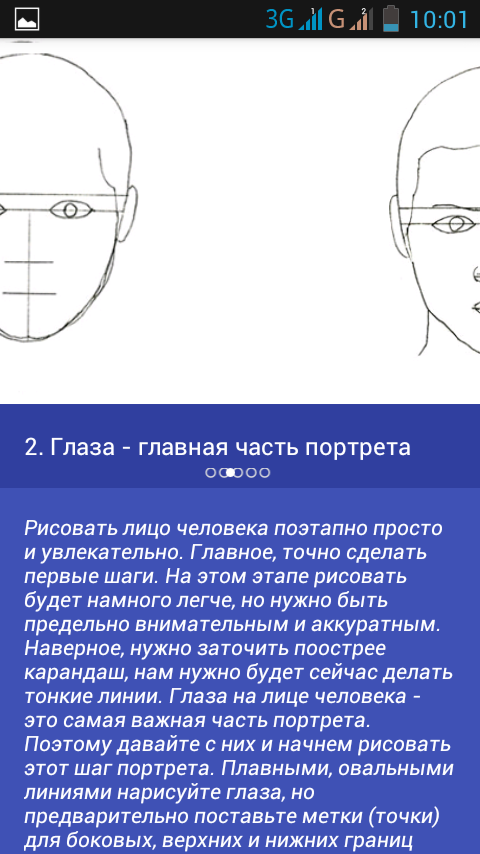 3G 1 G 2 10:01
2. Глаза - главная часть портрета
Рисовать лицо человека поэтапно просто
и увлекательно. Главное, точно сделать
первые шаги. На этом этапе рисовать
будет намного легче, но нужно быть
предельно внимательным и аккуратным.
Наверное, нужно заточить поострее
карандаш, нам нужно будет сейчас делать
тонкие линии. Глаза на лице человека -
это самая важная часть портрета.
Поэтому давайте с них и начнем рисовать
этот шаг портрета. Плавными, овальными
линиями нарисуйте глаза, но
предварительно поставьте метки (точки)
для боковых, верхних и нижних границ